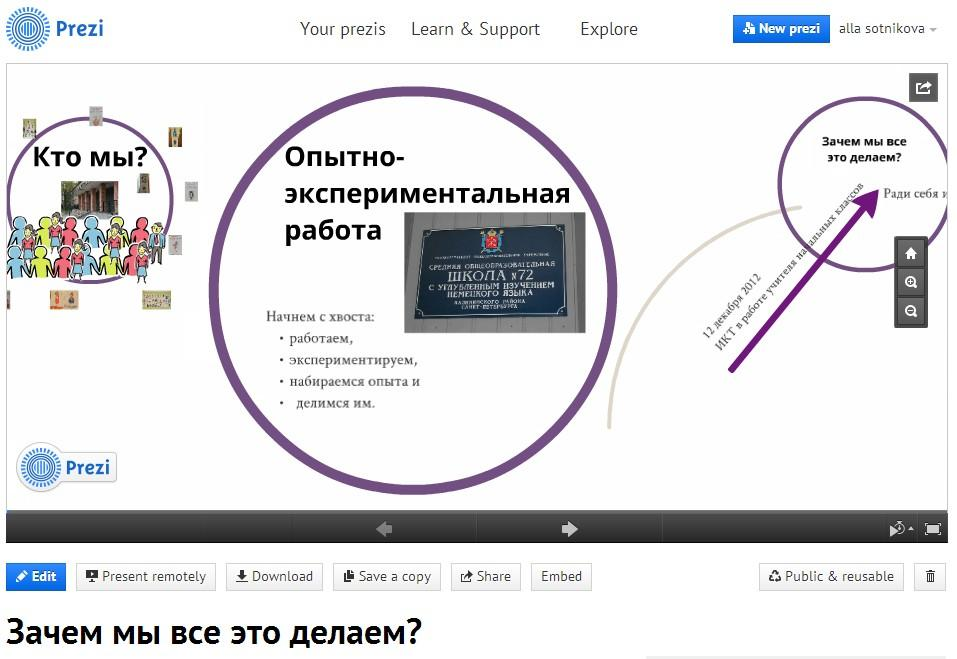 Prezi
Your prezis
Learn & Support
Explore
New prezi
alla sotnikova
Кто мы?
Опытно-
экспериментальная
работа
СРЕДНЯЯ ОБЩЕОБРАЗОВАТЕЛЬНАЯ
ШКОЛА №72
С УГЛУБЛЕННЫМ ИЗУЧЕНИЕМ
НЕМЕЦКОГО ЯЗЫКА
КАЛИНИНСКОГО РАЙОНА
САНКТ-ПЕТЕРБУРГА
Начнем с хвоста:
• работаем,
• экспериментируем,
• набираемся опыта и
• делимся им.
12 декабря 2012
ИКТ в работе учителя начальных классов
Зачем мы все
это делаем?
Ради себя и
Prezi
Edit
Present remotely
Download
Save a copy
Share
Embed
Public & reusable
Зачем мы все это делаем?